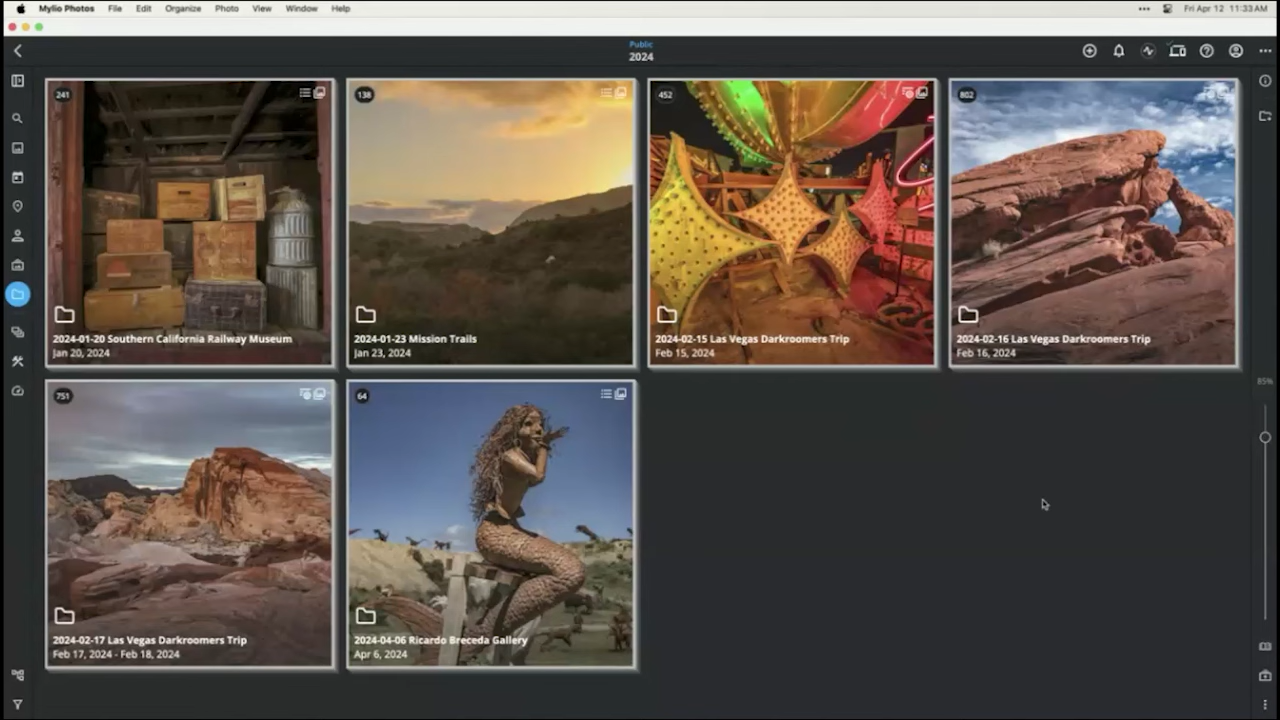 Mylio Photos File Edit Organize Photo View Window Help
Fri Apr 12 11:33 AM
Public
2024
241
138
452
802
2024-01-20 Southern California Railway Museum
Jan 20, 2024
2024-01-23 Mission Trails
Jan 23, 2024
2024-02-15 Las Vegas Darkroomers Trip
Feb 15, 2024
2024-02-16 Las Vegas Darkroomers Trip
Feb 16, 2024
85%
751
64
2024-02-17 Las Vegas Darkroomers Trip
Feb 17, 2024 - Feb 18, 2024
2024-04-06 Ricardo Breceda Gallery
Apr 6, 2024